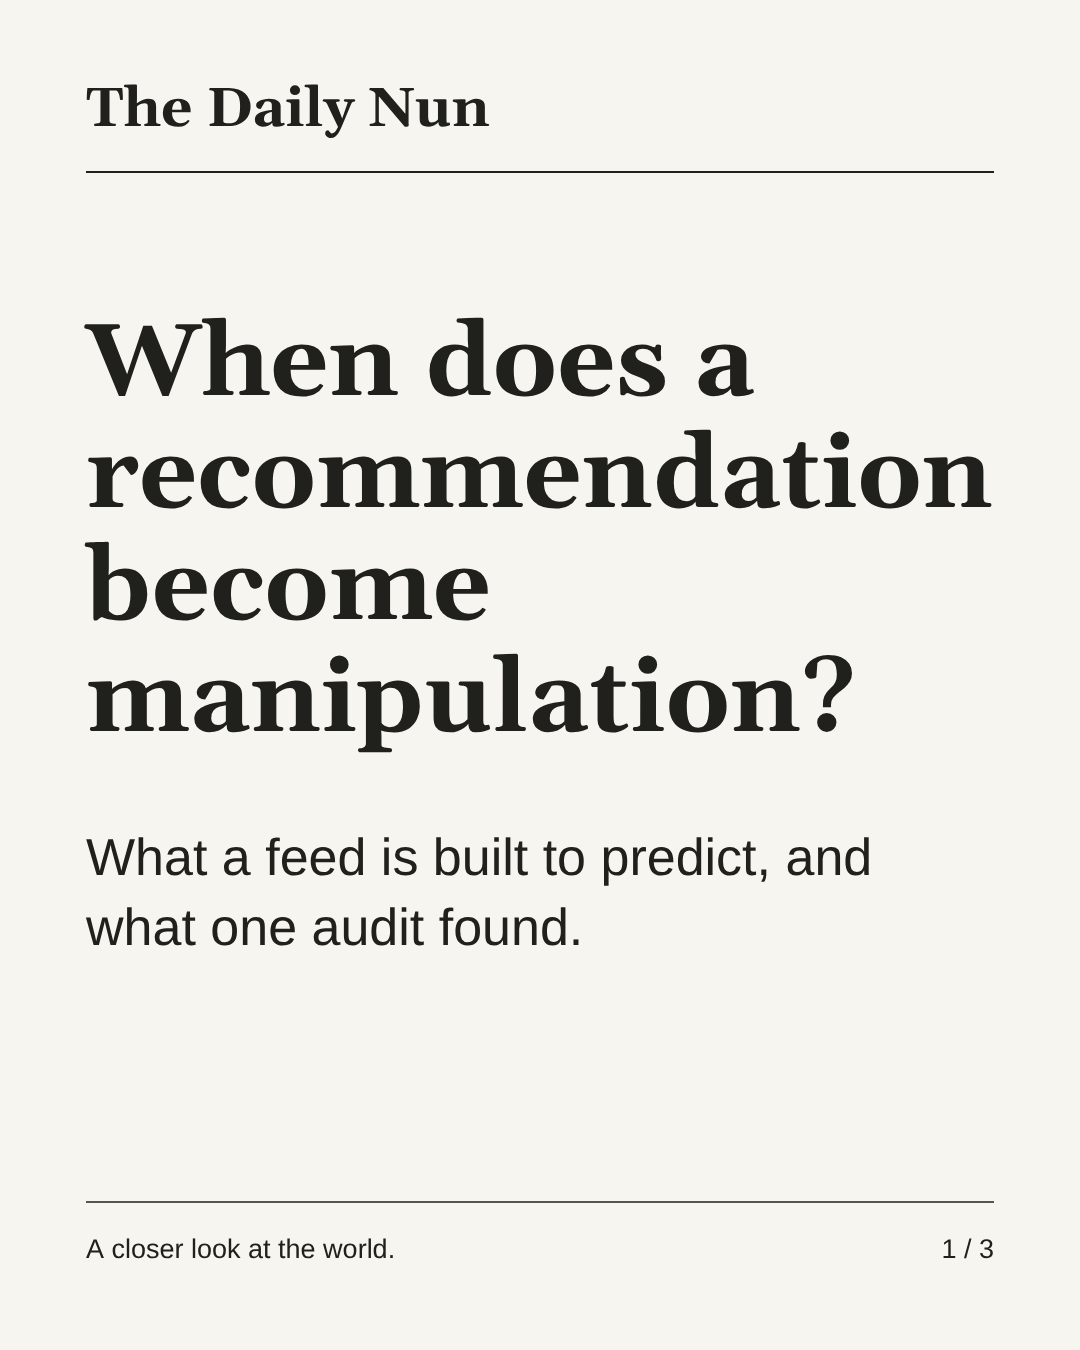 The Daily Nun
When does a
recommendation
become
manipulation?
What a feed is built to predict, and
what one audit found.
A closer look at the world.
1 / 3